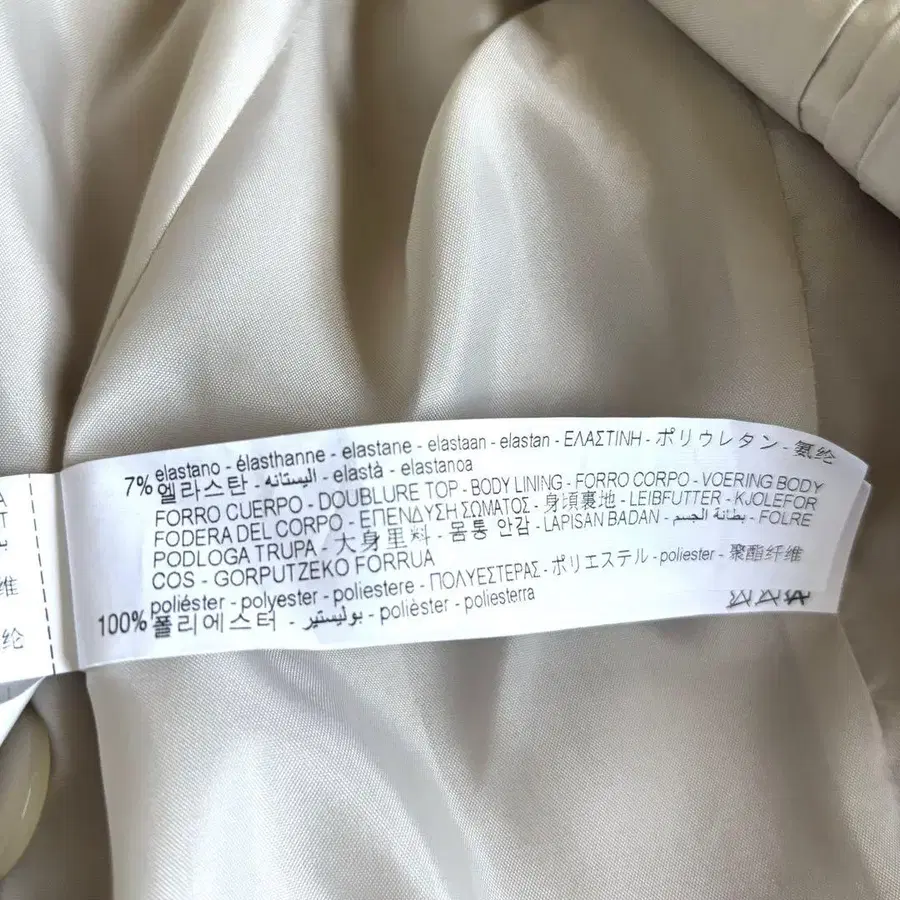 7% elastano - élasthanne - elastane - elastaan - elastan - ΕΛΑΣΤΙΝΗ - ポリウレタン - 氨纶
엘라스탄 - اليستانه - elastà - elastanoa
FORRO CUERPO - DOUBLURE TOP - BODY LINING - FORRO CORPO - VOERING BODY
FODERA DEL CORPO - ΕΠΕΝΔΥΣΗ ΣΩΜΑΤΟΣ - 身頃裏地 - LEIBFUTTER - KJOLEFOR
PODLOGA TRUPA - 大身里料 - 몸통 안감 - LAPISAN BADAN - بطانة الجسم - FOLRE
COS - GORPUTZEKO FORRUA
100% poliéster - polyester - poliestere - ΠΟΛΥΕΣΤΕΡΑΣ - ポリエステル - poliester - 聚酯纤维
폴리에스터 - بوليستير - polièster - poliesterra
维
纶